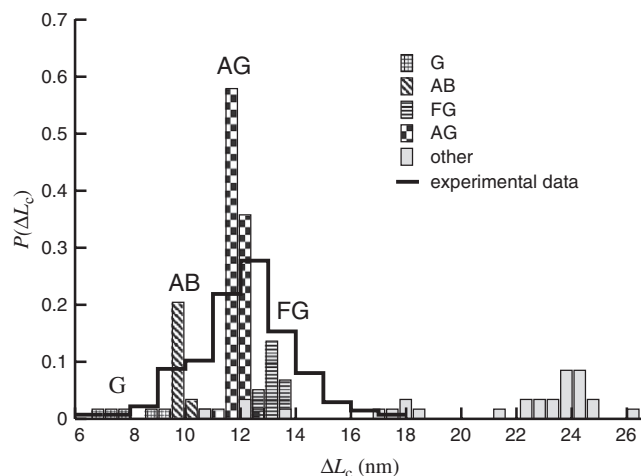 0.7
0.6
0.5
0.4
0.3
0.2
0.1
0
P(ΔLc)
AG
AB
FG
G
G
AB
FG
AG
other
experimental data
6 8 10 12 14 16 18 20 22 24 26
ΔLc (nm)